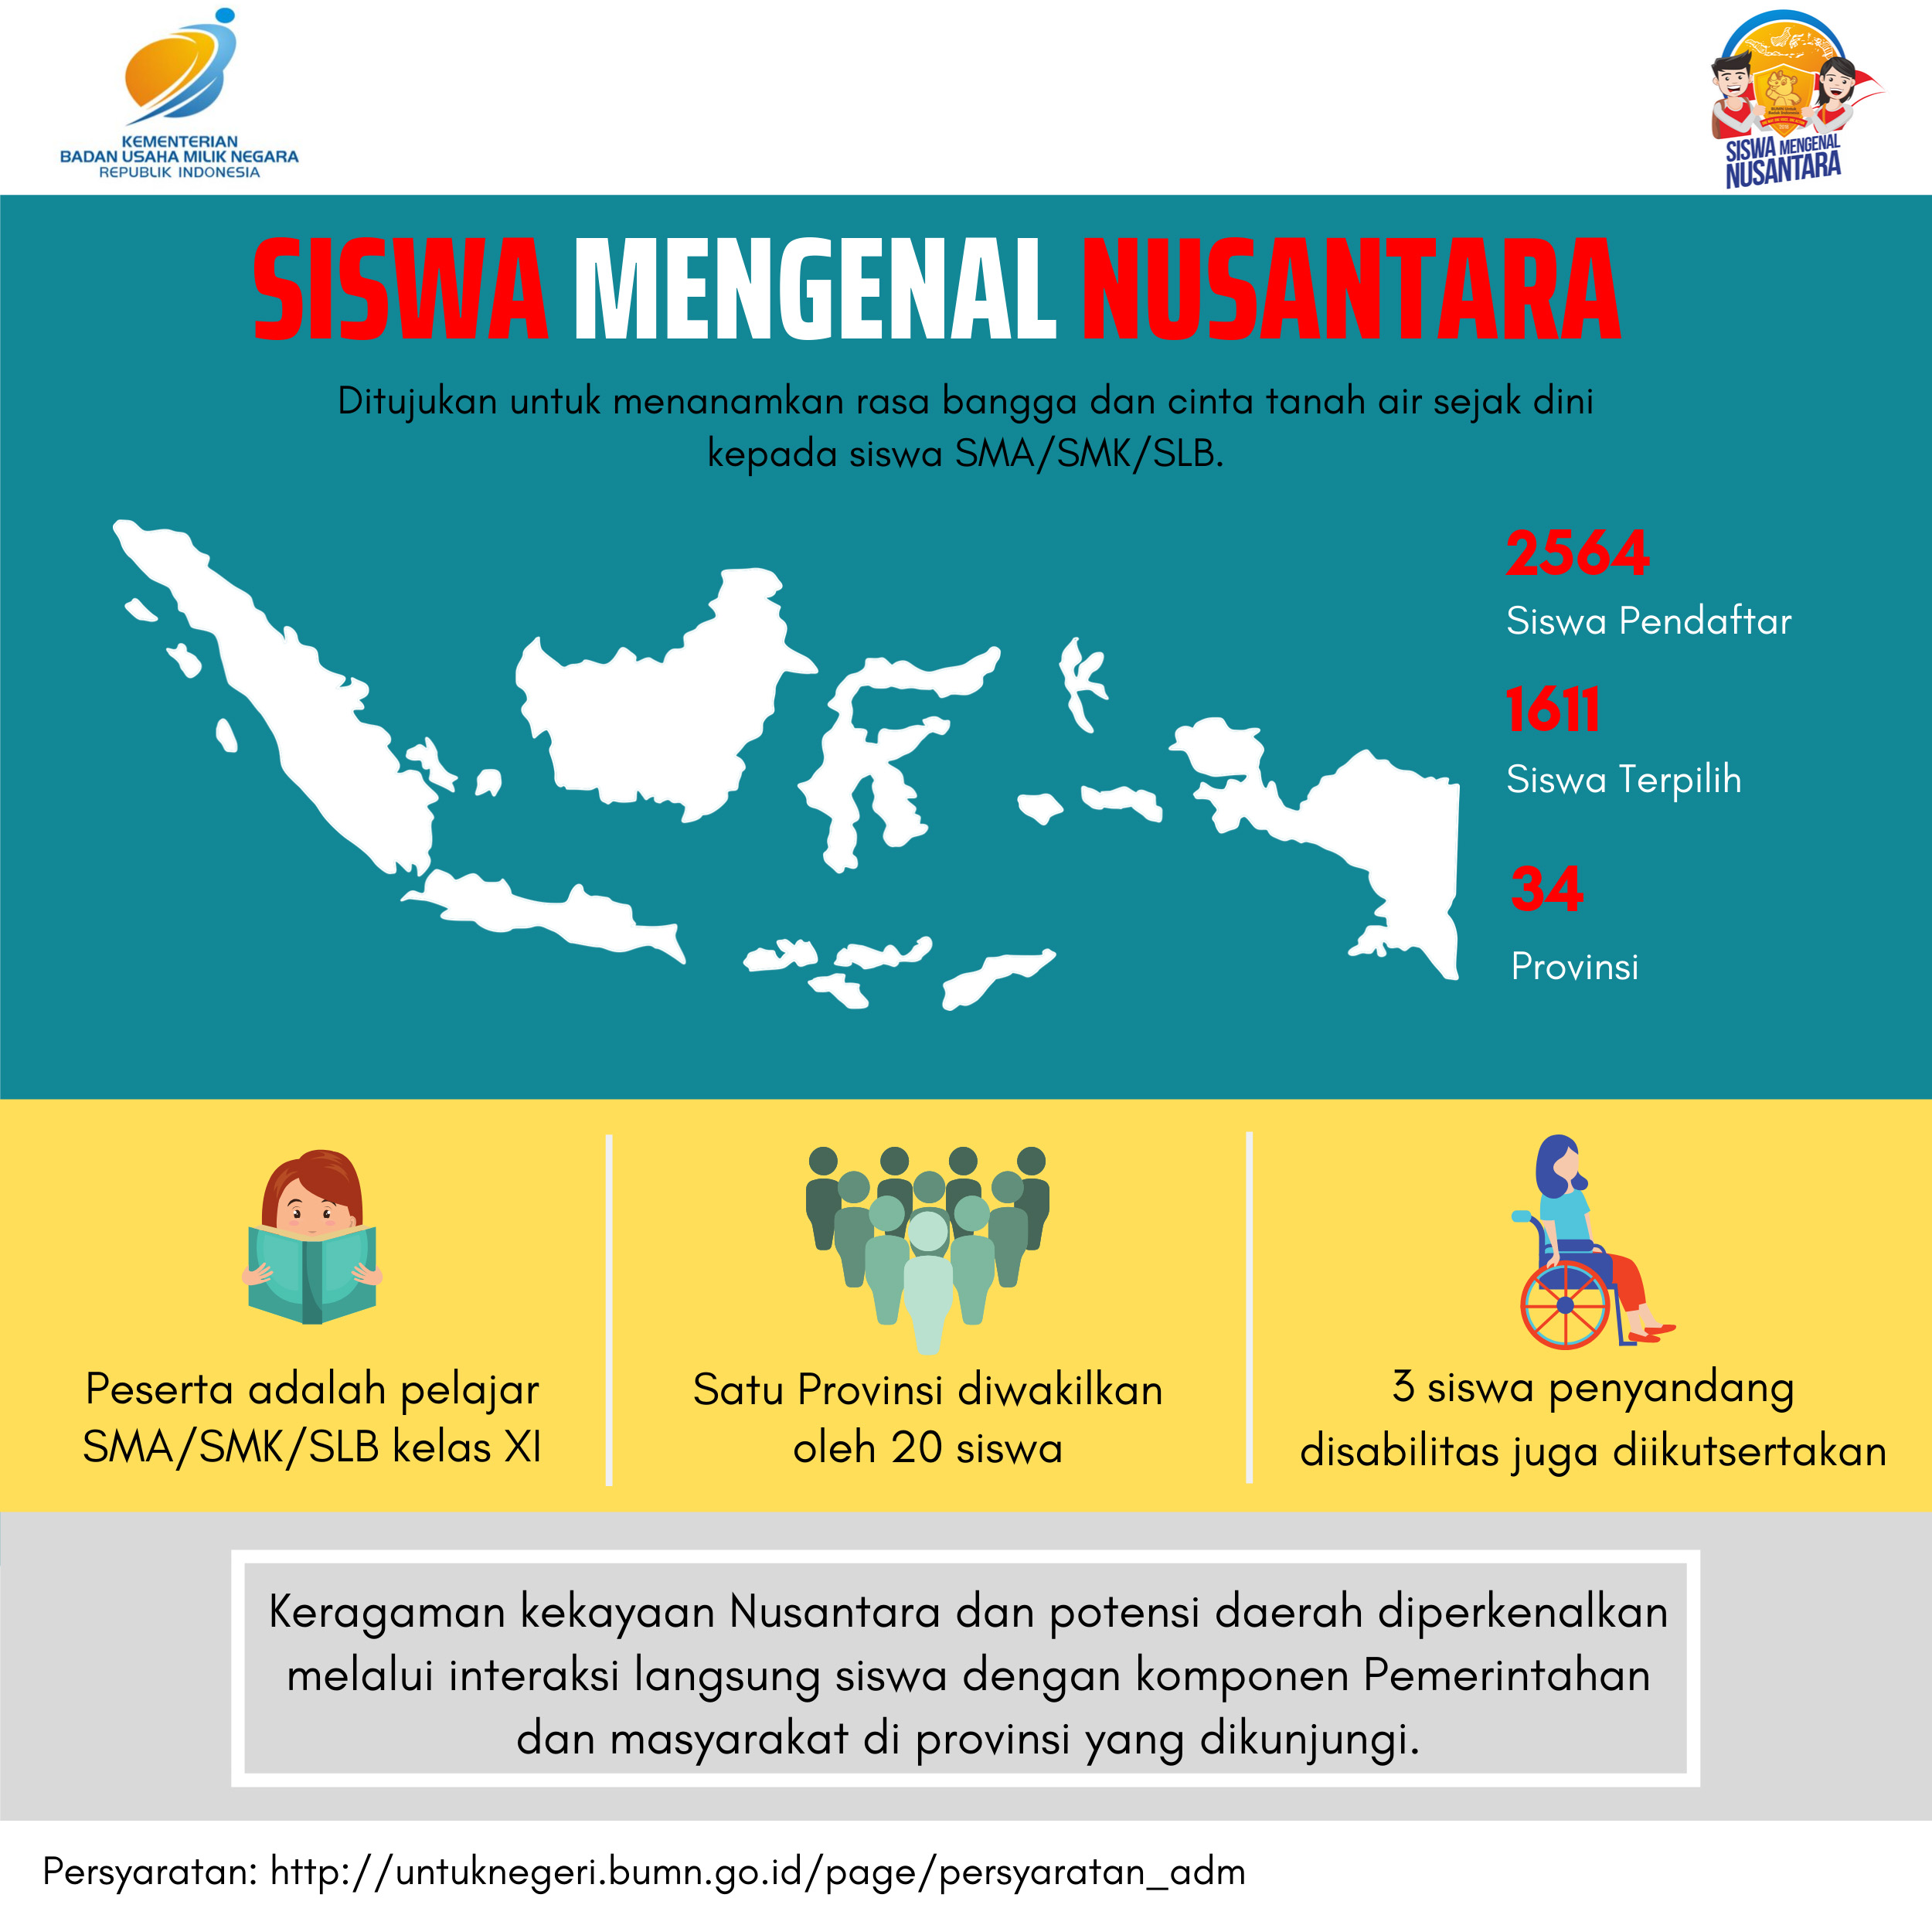 KEMENTERIAN
BADAN USAHA MILIK NEGARA
REPUBLIK INDONESIA
SISWA MENGENAL
NUSANTARA
SISWA MENGENAL NUSANTARA
Ditujukan untuk menanamkan rasa bangga dan cinta tanah air sejak dini
kepada siswa SMA/SMK/SLB.
2564
Siswa Pendaftar
1611
Siswa Terpilih
34
Provinsi
Peserta adalah pelajar
SMA/SMK/SLB kelas XI
Satu Provinsi diwakilkan
oleh 20 siswa
3 siswa penyandang
disabilitas juga diikutsertakan
Keragaman kekayaan Nusantara dan potensi daerah diperkenalkan
melalui interaksi langsung siswa dengan komponen Pemerintahan
dan masyarakat di provinsi yang dikunjungi.
Persyaratan: http://untuknegeri.bumn.go.id/page/persyaratan_adm